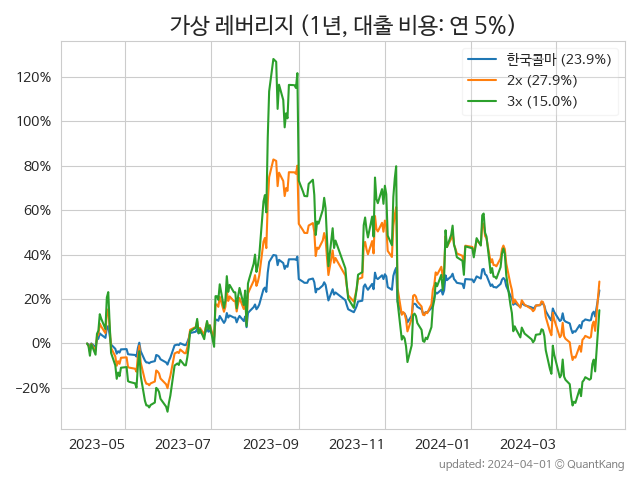 가상 레버리지 (1년, 대출 비용: 연 5%)
한국콜마 (23.9%)
2x (27.9%)
3x (15.0%)
120%
100%
80%
60%
40%
20%
0%
−20%
2023-05
2023-07
2023-09
2023-11
2024-01
2024-03
updated: 2024-04-01 © QuantKang